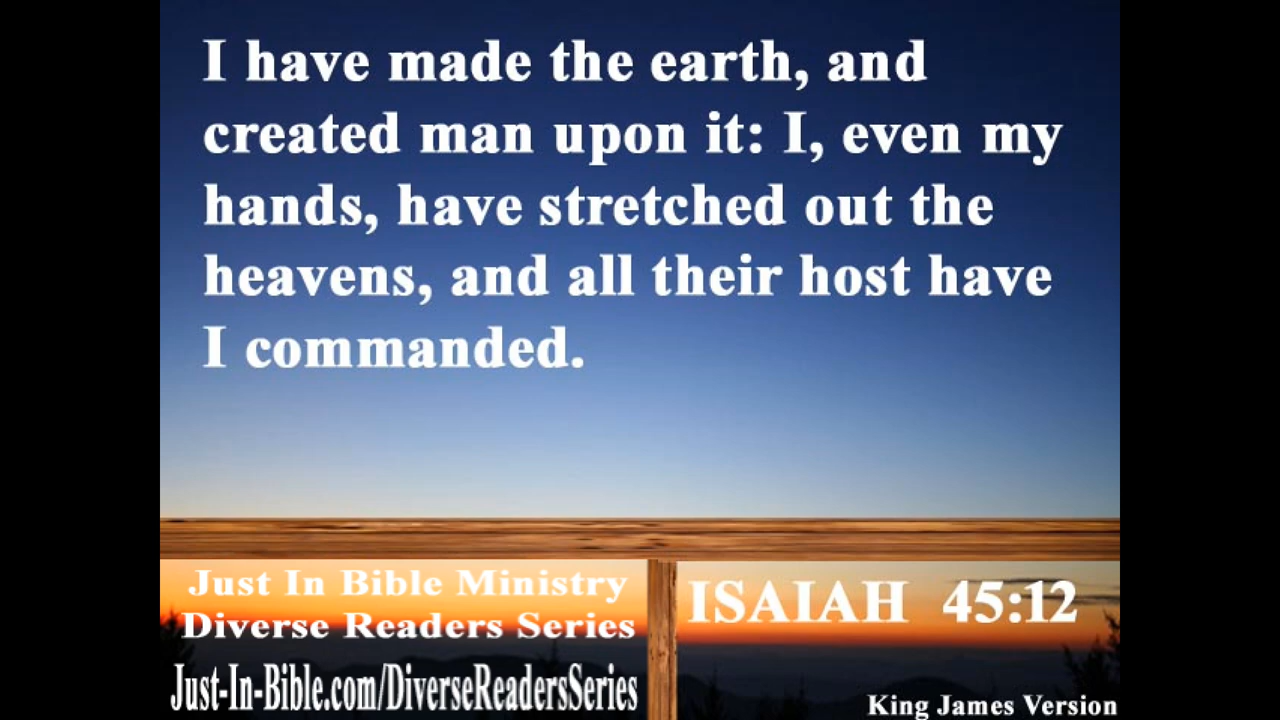 I have made the earth, and
created man upon it: I, even my
hands, have stretched out the
heavens, and all their host have
I commanded.
Just In Bible Ministry
Diverse Readers Series
Just-In-Bible.com/DiverseReadersSeries
ISAIAH 45:12
King James Version